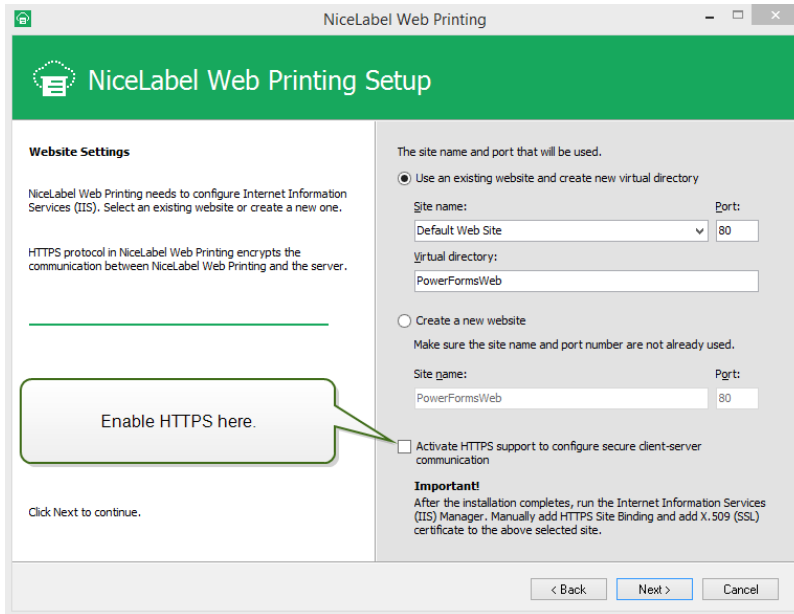 NiceLabel Web Printing
NiceLabel Web Printing Setup
Website Settings
NiceLabel Web Printing needs to configure Internet Information
Services (IIS). Select an existing website or create a new one.
HTTPS protocol in NiceLabel Web Printing encrypts the
communication between NiceLabel Web Printing and the server.
Enable HTTPS here.
Click Next to continue.
The site name and port that will be used.
Use an existing website and create new virtual directory
Site name: Port:
Default Web Site 80
Virtual directory:
PowerFormsWeb
Create a new website
Make sure the site name and port number are not already used.
Site name: Port:
PowerFormsWeb 80
Activate HTTPS support to configure secure client-server
communication
Important!
After the installation completes, run the Internet Information Services
(IIS) Manager. Manually add HTTPS Site Binding and add X.509 (SSL)
certificate to the above selected site.
< Back Next > Cancel